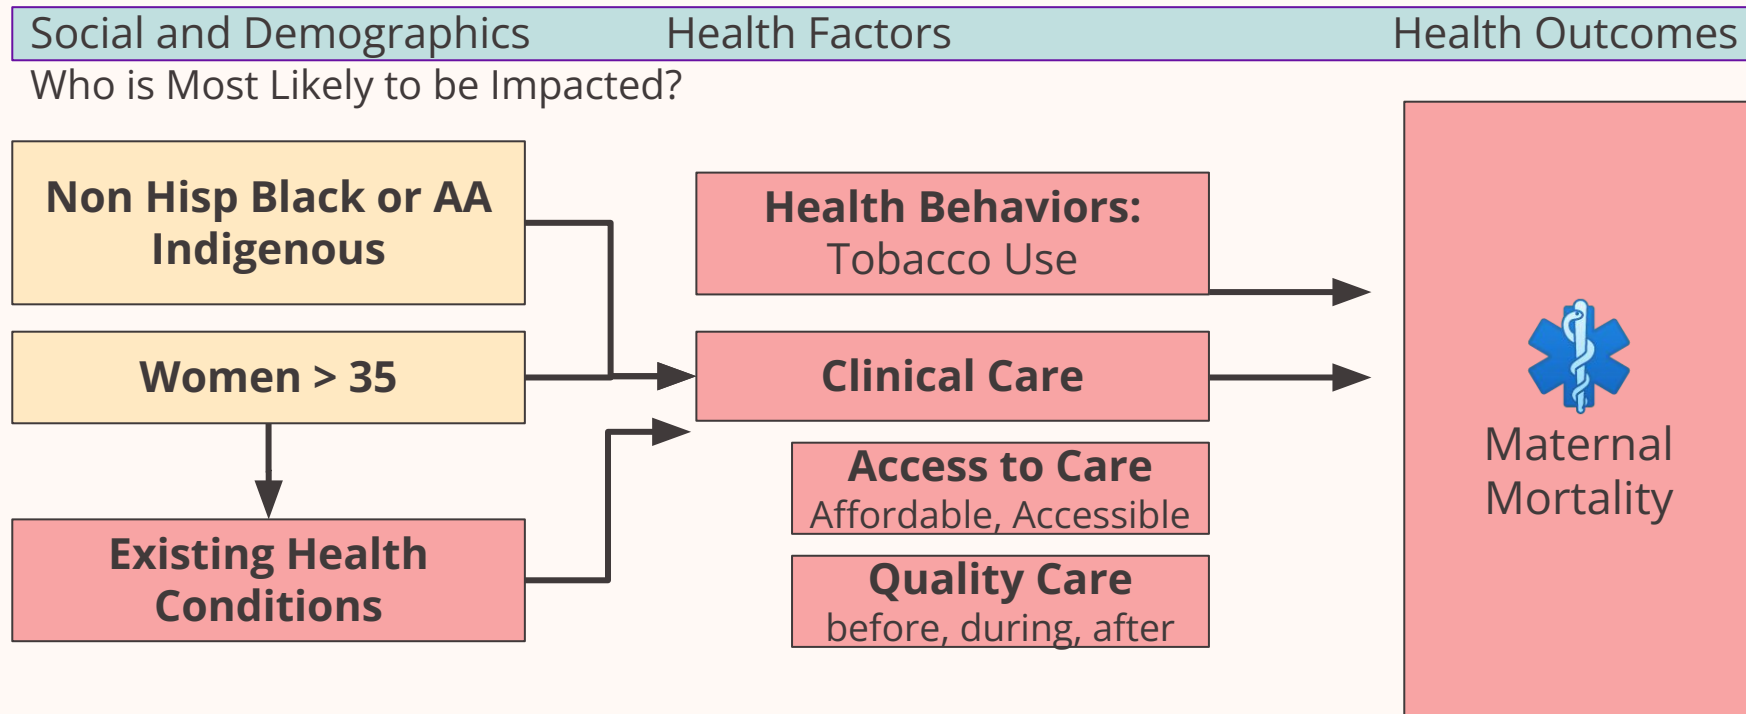 Social and Demographics
Health Factors
Health Outcomes
Who is Most Likely to be Impacted?
Non Hisp Black or AA
Indigenous
Women > 35
Existing Health
Conditions
Health Behaviors:
Tobacco Use
Clinical Care
Access to Care
Affordable, Accessible
Quality Care
before, during, after
Maternal
Mortality